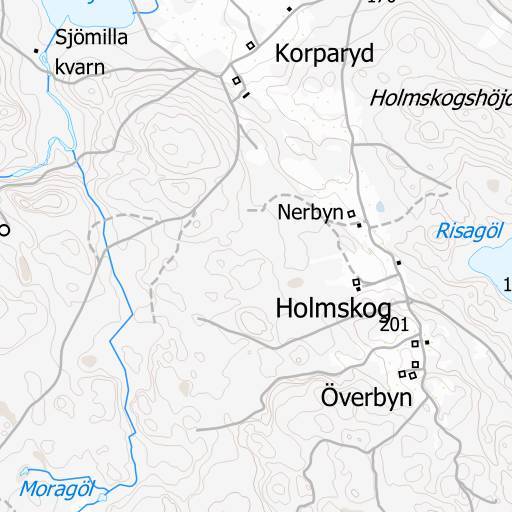 Sjömilla
kvarn
Korparyd
Holmskogshöjd
Nerbyn
Risagöl
Holmskog
201
Överbyn
Moragöl